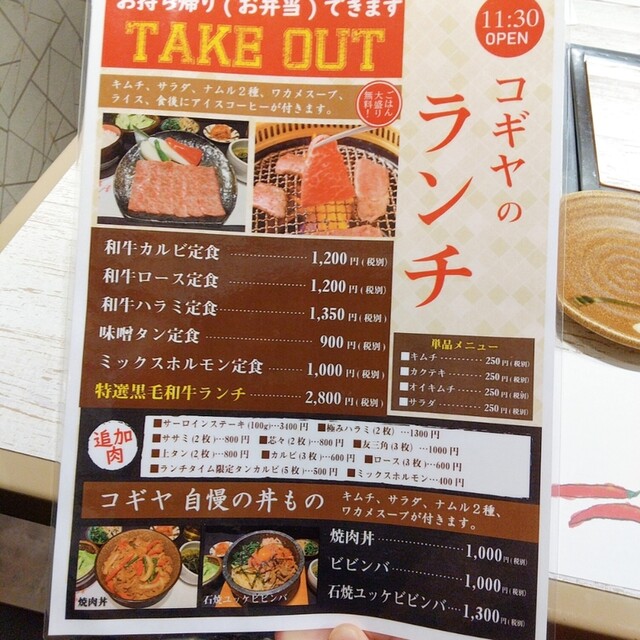 お持ち帰り(お弁当)できます
TAKE OUT
11:30
OPEN
コギヤの
ランチ
キムチ、サラダ、ナムル2種、ワカメスープ、
ライス、食後にアイスコーヒーが付きます。
ごはん
大盛り
無料!
和牛カルビ定食 1,200円(税別)
和牛ロース定食 1,200円(税別)
和牛ハラミ定食 1,350円(税別)
味噌タン定食 900円(税別)
ミックスホルモン定食 1,000円(税別)
特選黒毛和牛ランチ 2,800円(税別)
単品メニュー
■キムチ 250円(税別)
■カクテキ 250円(税別)
■オイキムチ 250円(税別)
■サラダ 250円(税別)
追加
肉
■サーロインステーキ(100g)…3400円 ■極みハラミ(2枚)…1300円
■ササミ(2枚)…800円 ■芯々(2枚)…800円 ■友三角(3枚)…1000円
■上タン(2枚)…800円 ■カルビ(3枚)…600円 ■ロース(3枚)…600円
■ランチタイム限定タンカルビ(5枚)…500円 ■ミックスホルモン…400円
コギヤ 自慢の丼もの
キムチ、サラダ、ナムル2種、
ワカメスープが付きます。
焼肉丼 1,000円(税別)
ビビンバ 1,000円(税別)
石焼ユッケビビンバ 1,300円(税別)
焼肉丼
石焼ユッケビビンバ